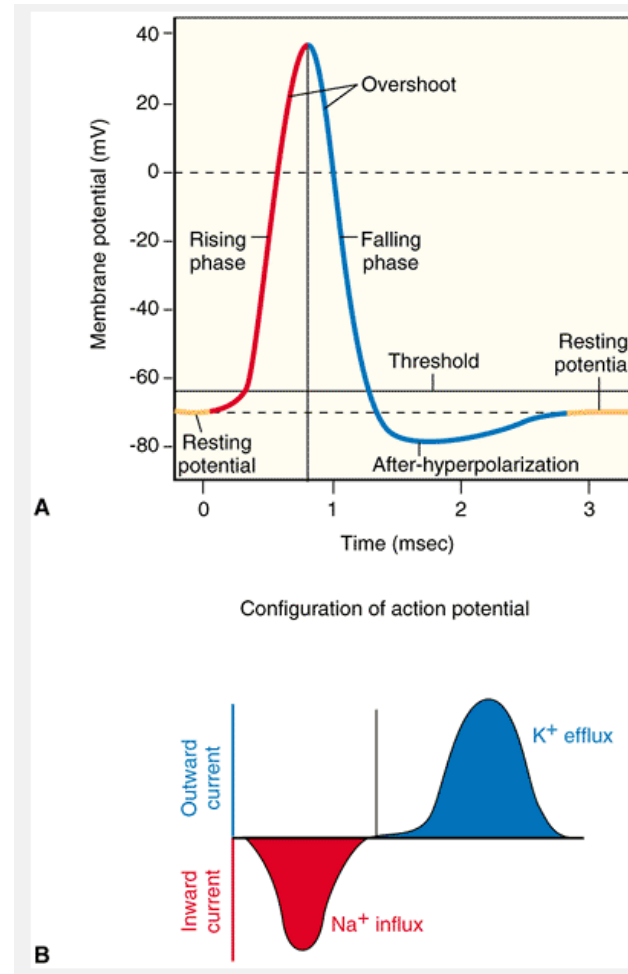 40
20
0
-20
-40
-60
-80
Membrane potential (mV)
Overshoot
Rising
phase
Falling
phase
Threshold
Resting
potential
Resting
potential
After-hyperpolarization
0
1
2
3
Time (msec)
A
Configuration of action potential
Outward
current
Inward
current
K+ efflux
Na+ influx
B